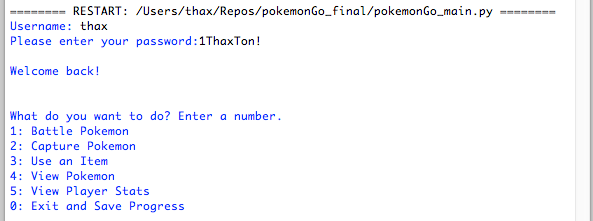 ======== RESTART: /Users/thax/Repos/pokemonGo_final/pokemonGo_main.py ========
Username: thax
Please enter your password:1ThaxTon!
Welcome back!
What do you want to do? Enter a number.
1: Battle Pokemon
2: Capture Pokemon
3: Use an Item
4: View Pokemon
5: View Player Stats
0: Exit and Save Progress